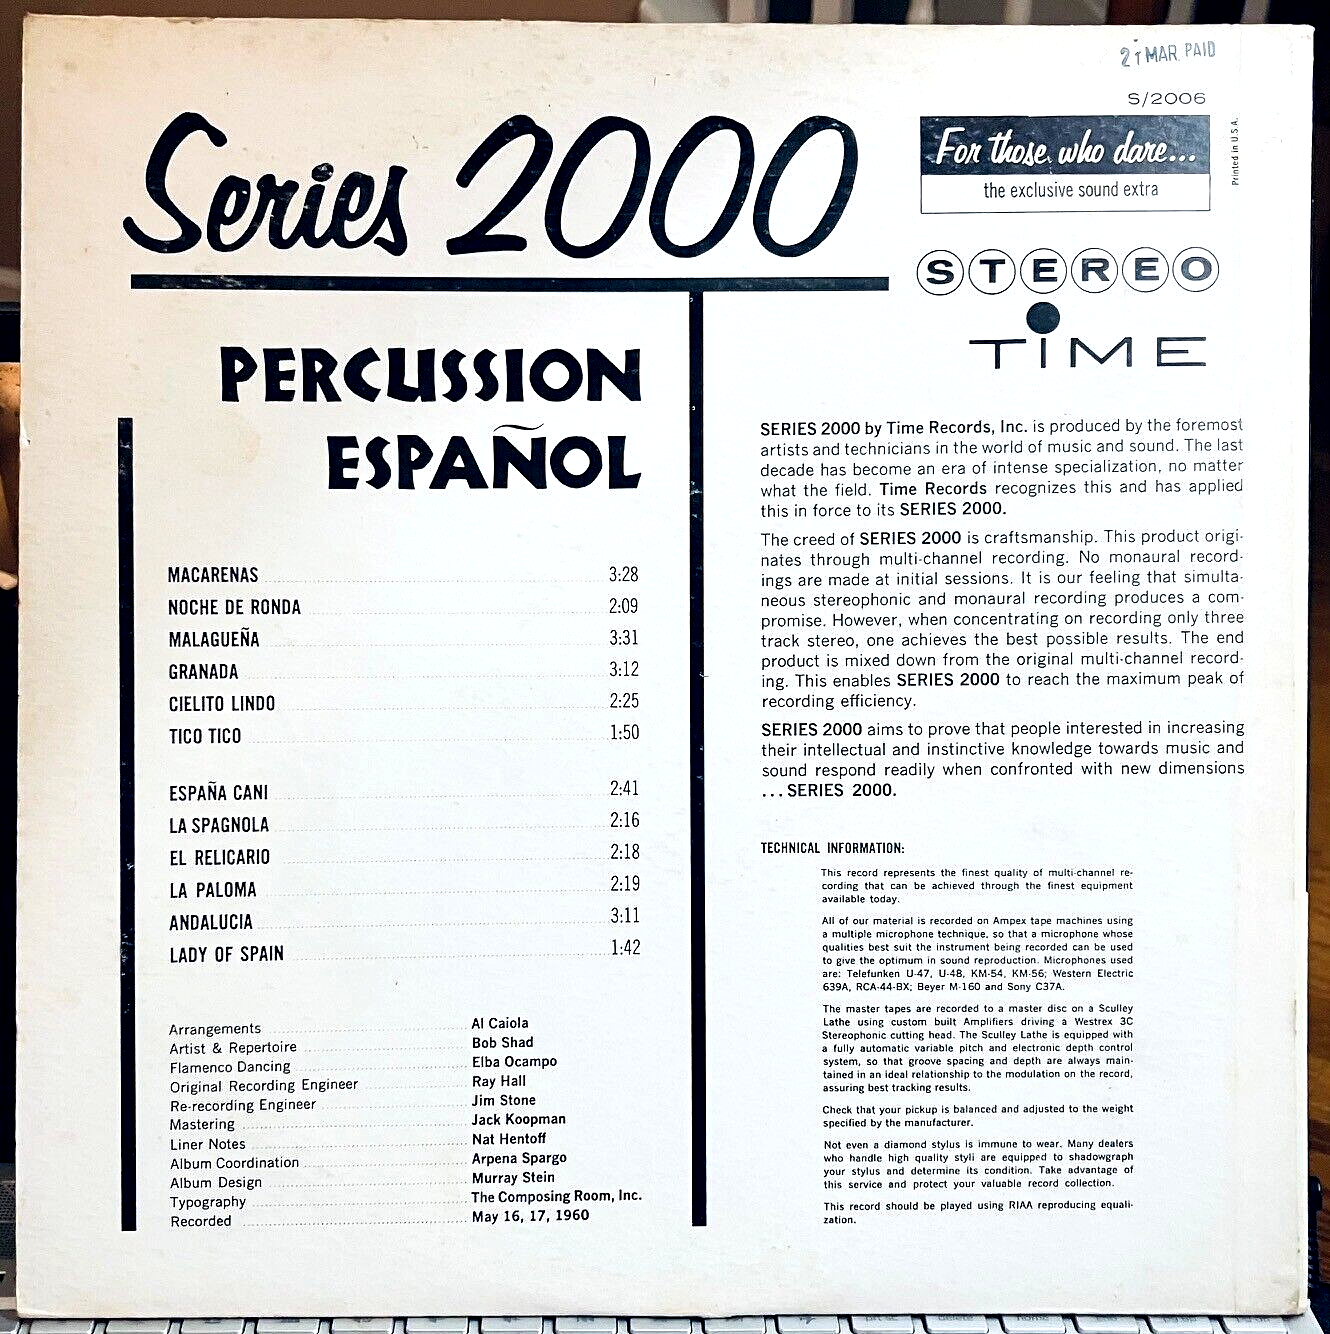 21 MAR PAID
S/2006
Series 2000
For those who dare...
the exclusive sound extra
Printed in U.S.A.
STEREO
TIME
PERCUSSION
ESPAÑOL
MACARENAS 3:28
NOCHE DE RONDA 2:09
MALAGUEÑA 3:31
GRANADA 3:12
CIELITO LINDO 2:25
TICO TICO 1:50
ESPAÑA CANI 2:41
LA SPAGNOLA 2:16
EL RELICARIO 2:18
LA PALOMA 2:19
ANDALUCIA 3:11
LADY OF SPAIN 1:42
Arrangements Al Caiola
Artist & Repertoire Bob Shad
Flamenco Dancing Elba Ocampo
Original Recording Engineer Ray Hall
Re-recording Engineer Jim Stone
Mastering Jack Koopman
Liner Notes Nat Hentoff
Album Coordination Arpena Spargo
Album Design Murray Stein
Typography The Composing Room, Inc.
Recorded May 16, 17, 1960
SERIES 2000 by Time Records, Inc. is produced by the foremost
artists and technicians in the world of music and sound. The last
decade has become an era of intense specialization, no matter
what the field. Time Records recognizes this and has applied
this in force to its SERIES 2000.
The creed of SERIES 2000 is craftsmanship. This product origi-
nates through multi-channel recording. No monaural record-
ings are made at initial sessions. It is our feeling that simulta-
neous stereophonic and monaural recording produces a com-
promise. However, when concentrating on recording only three
track stereo, one achieves the best possible results. The end
product is mixed down from the original multi-channel record-
ing. This enables SERIES 2000 to reach the maximum peak of
recording efficiency.
SERIES 2000 aims to prove that people interested in increasing
their intellectual and instinctive knowledge towards music and
sound respond readily when confronted with new dimensions
... SERIES 2000.
TECHNICAL INFORMATION:
This record represents the finest quality of multi-channel re-
cording that can be achieved through the finest equipment
available today.
All of our material is recorded on Ampex tape machines using
a multiple microphone technique, so that a microphone whose
qualities best suit the instrument being recorded can be used
to give the optimum in sound reproduction. Microphones used
are: Telefunken U-47, U-48, KM-54, KM-56; Western Electric
639A, RCA-44-BX; Beyer M-160 and Sony C37A.
The master tapes are recorded to a master disc on a Sculley
Lathe using custom built Amplifiers driving a Westrex 3C
Stereophonic cutting head. The Sculley Lathe is equipped with
a fully automatic variable pitch and electronic depth control
system, so that groove spacing and depth are always main-
tained in an ideal relationship to the modulation on the record,
assuring best tracking results.
Check that your pickup is balanced and adjusted to the weight
specified by the manufacturer.
Not even a diamond stylus is immune to wear. Many dealers
who handle high quality styli are equipped to shadowgraph
your stylus and determine its condition. Take advantage of
this service and protect your valuable record collection.
This record should be played using RIAA reproducing equali-
zation.